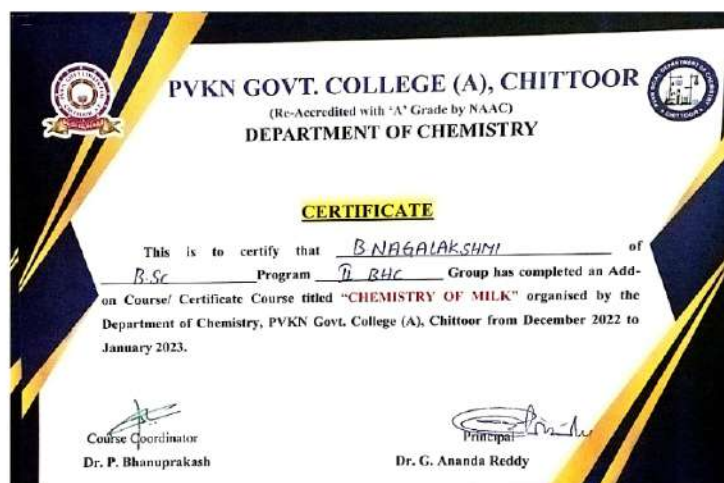 PVKN GOVT. COLLEGE (A), CHITTOOR
(Re-Accredited with 'A' Grade by NAAC)
DEPARTMENT OF CHEMISTRY
CERTIFICATE
This is to certify that B NAGALAKSHMI of
B.Sc Program II BHC Group has completed an Add-
on Course/ Certificate Course titled “CHEMISTRY OF MILK” organised by the
Department of Chemistry, PVKN Govt. College (A), Chittoor from December 2022 to
January 2023.
Course Coordinator
Dr. P. Bhanuprakash
Principal
Dr. G. Ananda Reddy